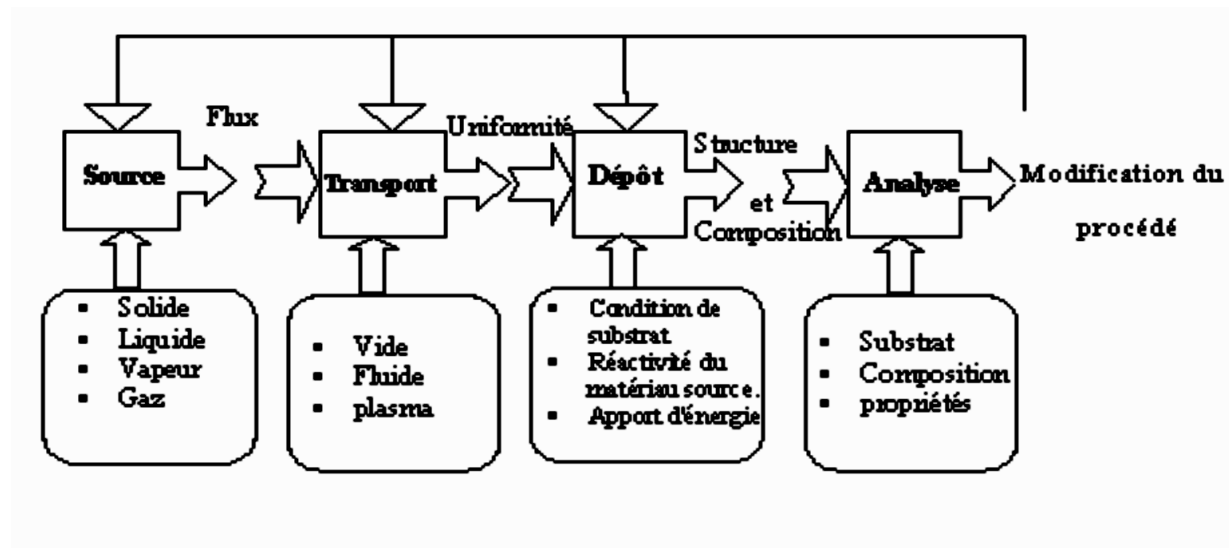 Flux
Uniformité
Source
Transport
Dépôt
Structure
et
Composition
Analyse
Modification du
procédé
▪ Solide
▪ Liquide
▪ Vapeur
▪ Gaz
▪ Vide
▪ Fluide
▪ plasma
▪ Condition de
substrat
▪ Réactivité du
matériau source.
▪ Apport d'énergie
▪ Substrat
▪ Composition
▪ propriétés